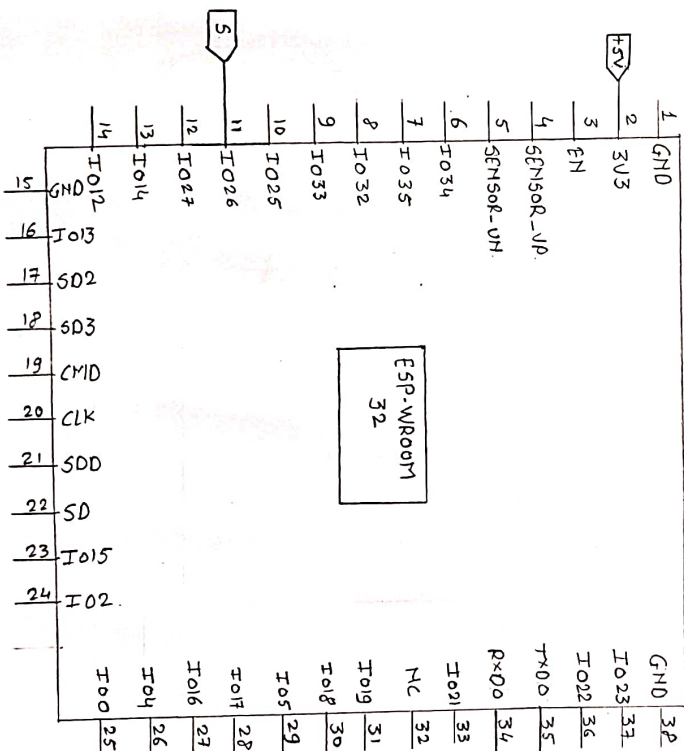 +5V
S
1 GND
2 3V3
3 EN
4 SENSOR_VP
5 SENSOR_VN
6 IO34
7 IO35
8 IO32
9 IO33
10 IO25
11 IO26
12 IO27
13 IO14
14 IO12
15 GND
16 IO13
17 SD2
18 SD3
19 CMD
20 CLK
21 SDD
22 SD
23 IO15
24 IO2.
ESP-WROOM
32
IO0 25
IO4 26
IO16 27
IO17 28
IO5 29
IO18 30
IO19 31
NC 32
IO21 33
RXD0 34
TXD0 35
IO22 36
IO23 37
GND 38